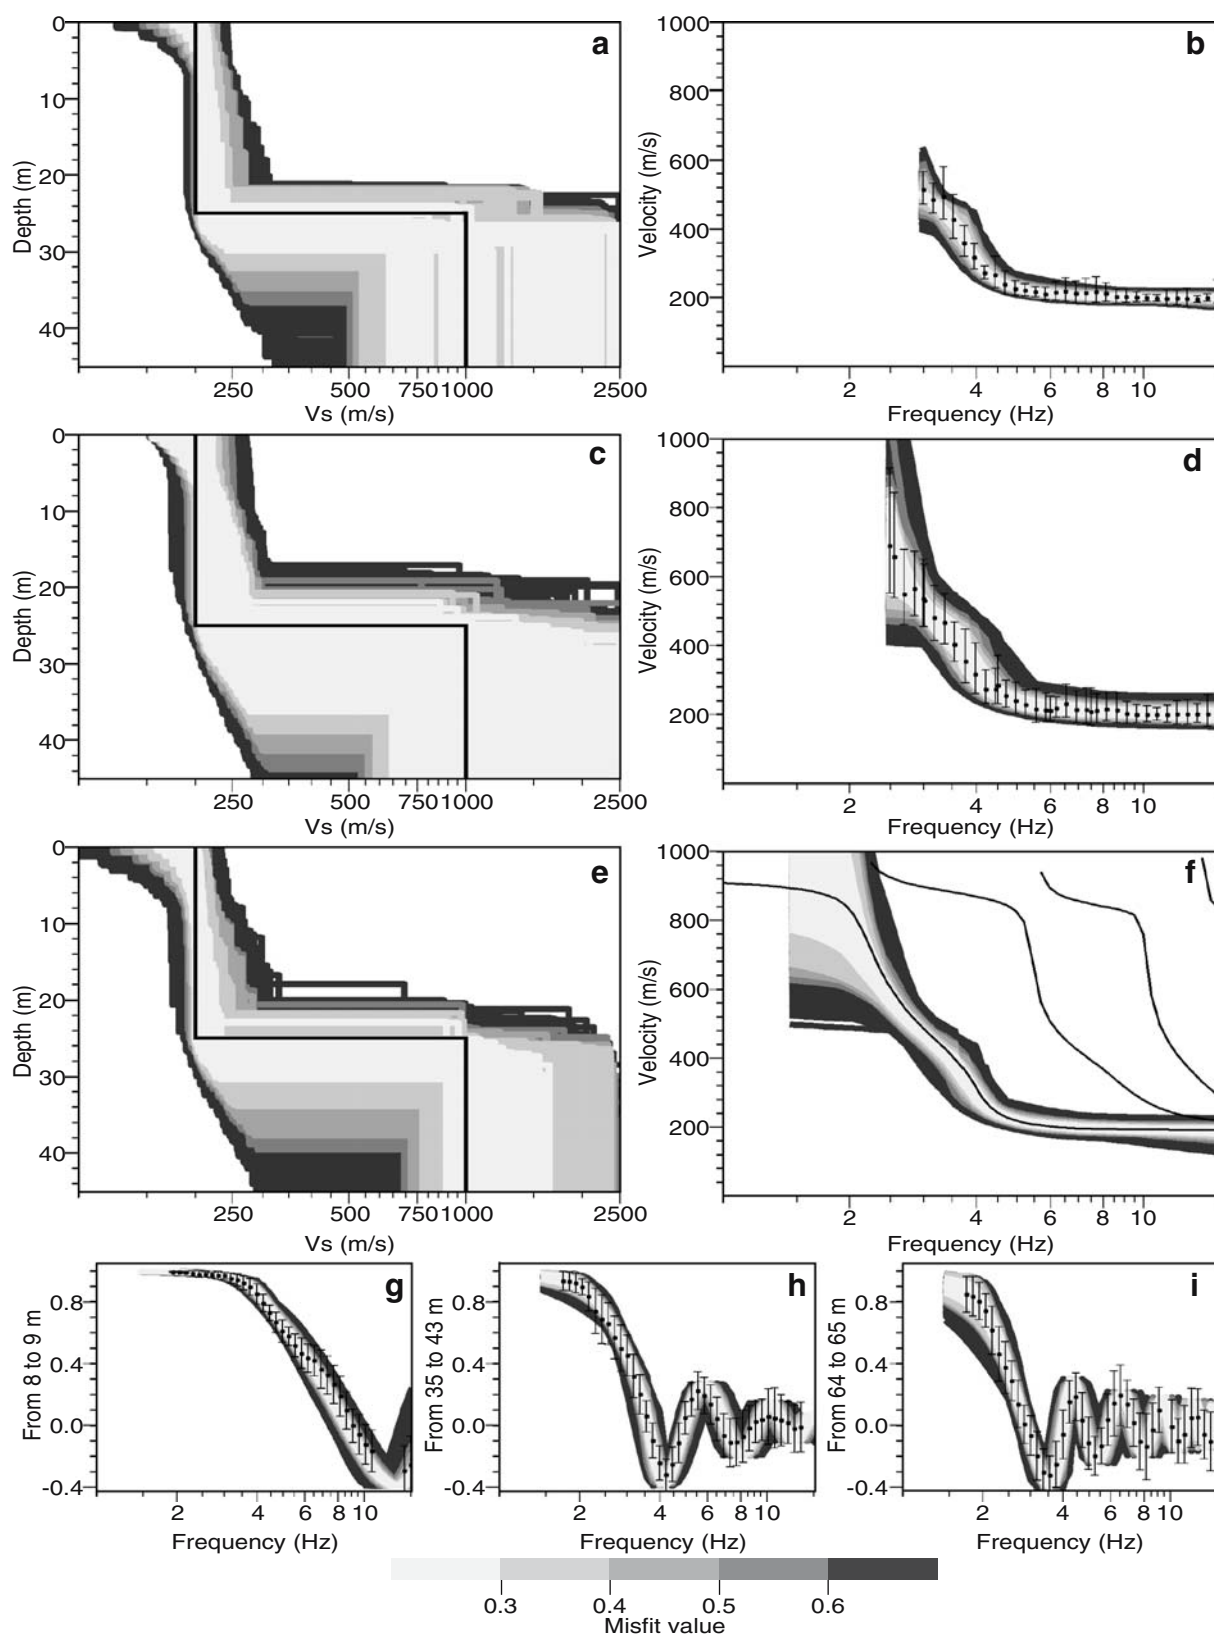 a
0
10
20
30
40
Depth (m)
250 500 750 1000 2500
Vs (m/s)
b
1000
800
600
400
200
Velocity (m/s)
2 4 6 8 10
Frequency (Hz)
c
0
10
20
30
40
Depth (m)
250 500 750 1000 2500
Vs (m/s)
d
1000
800
600
400
200
Velocity (m/s)
2 4 6 8 10
Frequency (Hz)
e
0
10
20
30
40
Depth (m)
250 500 750 1000 2500
Vs (m/s)
f
1000
800
600
400
200
Velocity (m/s)
2 4 6 8 10
Frequency (Hz)
g
0.8
0.4
0.0
-0.4
From 8 to 9 m
2 4 6 8 10
Frequency (Hz)
h
0.8
0.4
0.0
-0.4
From 35 to 43 m
2 4 6 8 10
Frequency (Hz)
i
0.8
0.4
0.0
-0.4
From 64 to 65 m
2 4 6 8 10
Frequency (Hz)
0.3 0.4 0.5 0.6
Misfit value